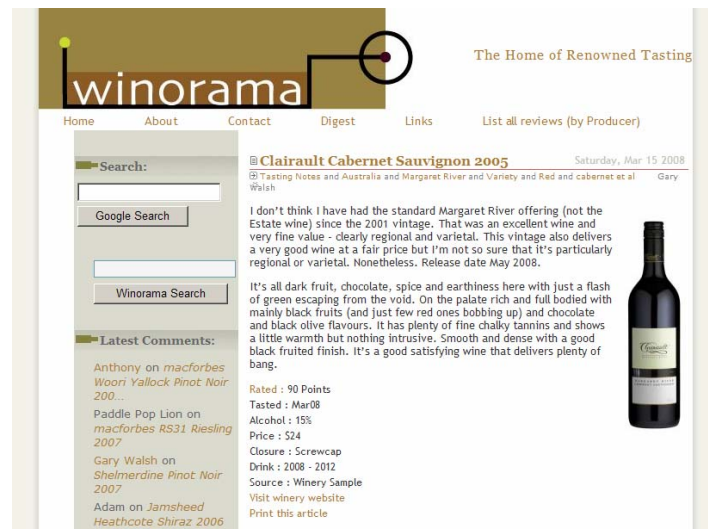 winorama
The Home of Renowned Tasting
Home About Contact Digest Links List all reviews (by Producer)
Search:
Google Search
Winorama Search
Latest Comments:
Anthony on macforbes
Woori Yallock Pinot Noir
200...
Paddle Pop Lion on
macforbes RS31 Riesling
2007
Gary Walsh on
Shelmerdine Pinot Noir
2007
Adam on Jamsheed
Heathcote Shiraz 2006
Clairault Cabernet Sauvignon 2005
Saturday, Mar 15 2008
Tasting Notes and Australia and Margaret River and Variety and Red and cabernet et al Gary
Walsh
I don't think I have had the standard Margaret River offering (not the
Estate wine) since the 2001 vintage. That was an excellent wine and
very fine value - clearly regional and varietal. This vintage also delivers
a very good wine at a fair price but I'm not so sure that it's particularly
regional or varietal. Nonetheless. Release date May 2008.
It's all dark fruit, chocolate, spice and earthiness here with just a flash
of green escaping from the void. On the palate rich and full bodied with
mainly black fruits (and just few red ones bobbing up) and chocolate
and black olive flavours. It has plenty of fine chalky tannins and shows
a little warmth but nothing intrusive. Smooth and dense with a good
black fruited finish. It's a good satisfying wine that delivers plenty of
bang.
Rated : 90 Points
Tasted : Mar08
Alcohol : 15%
Price : $24
Closure : Screwcap
Drink : 2008 - 2012
Source : Winery Sample
Visit winery website
Print this article
Clairault